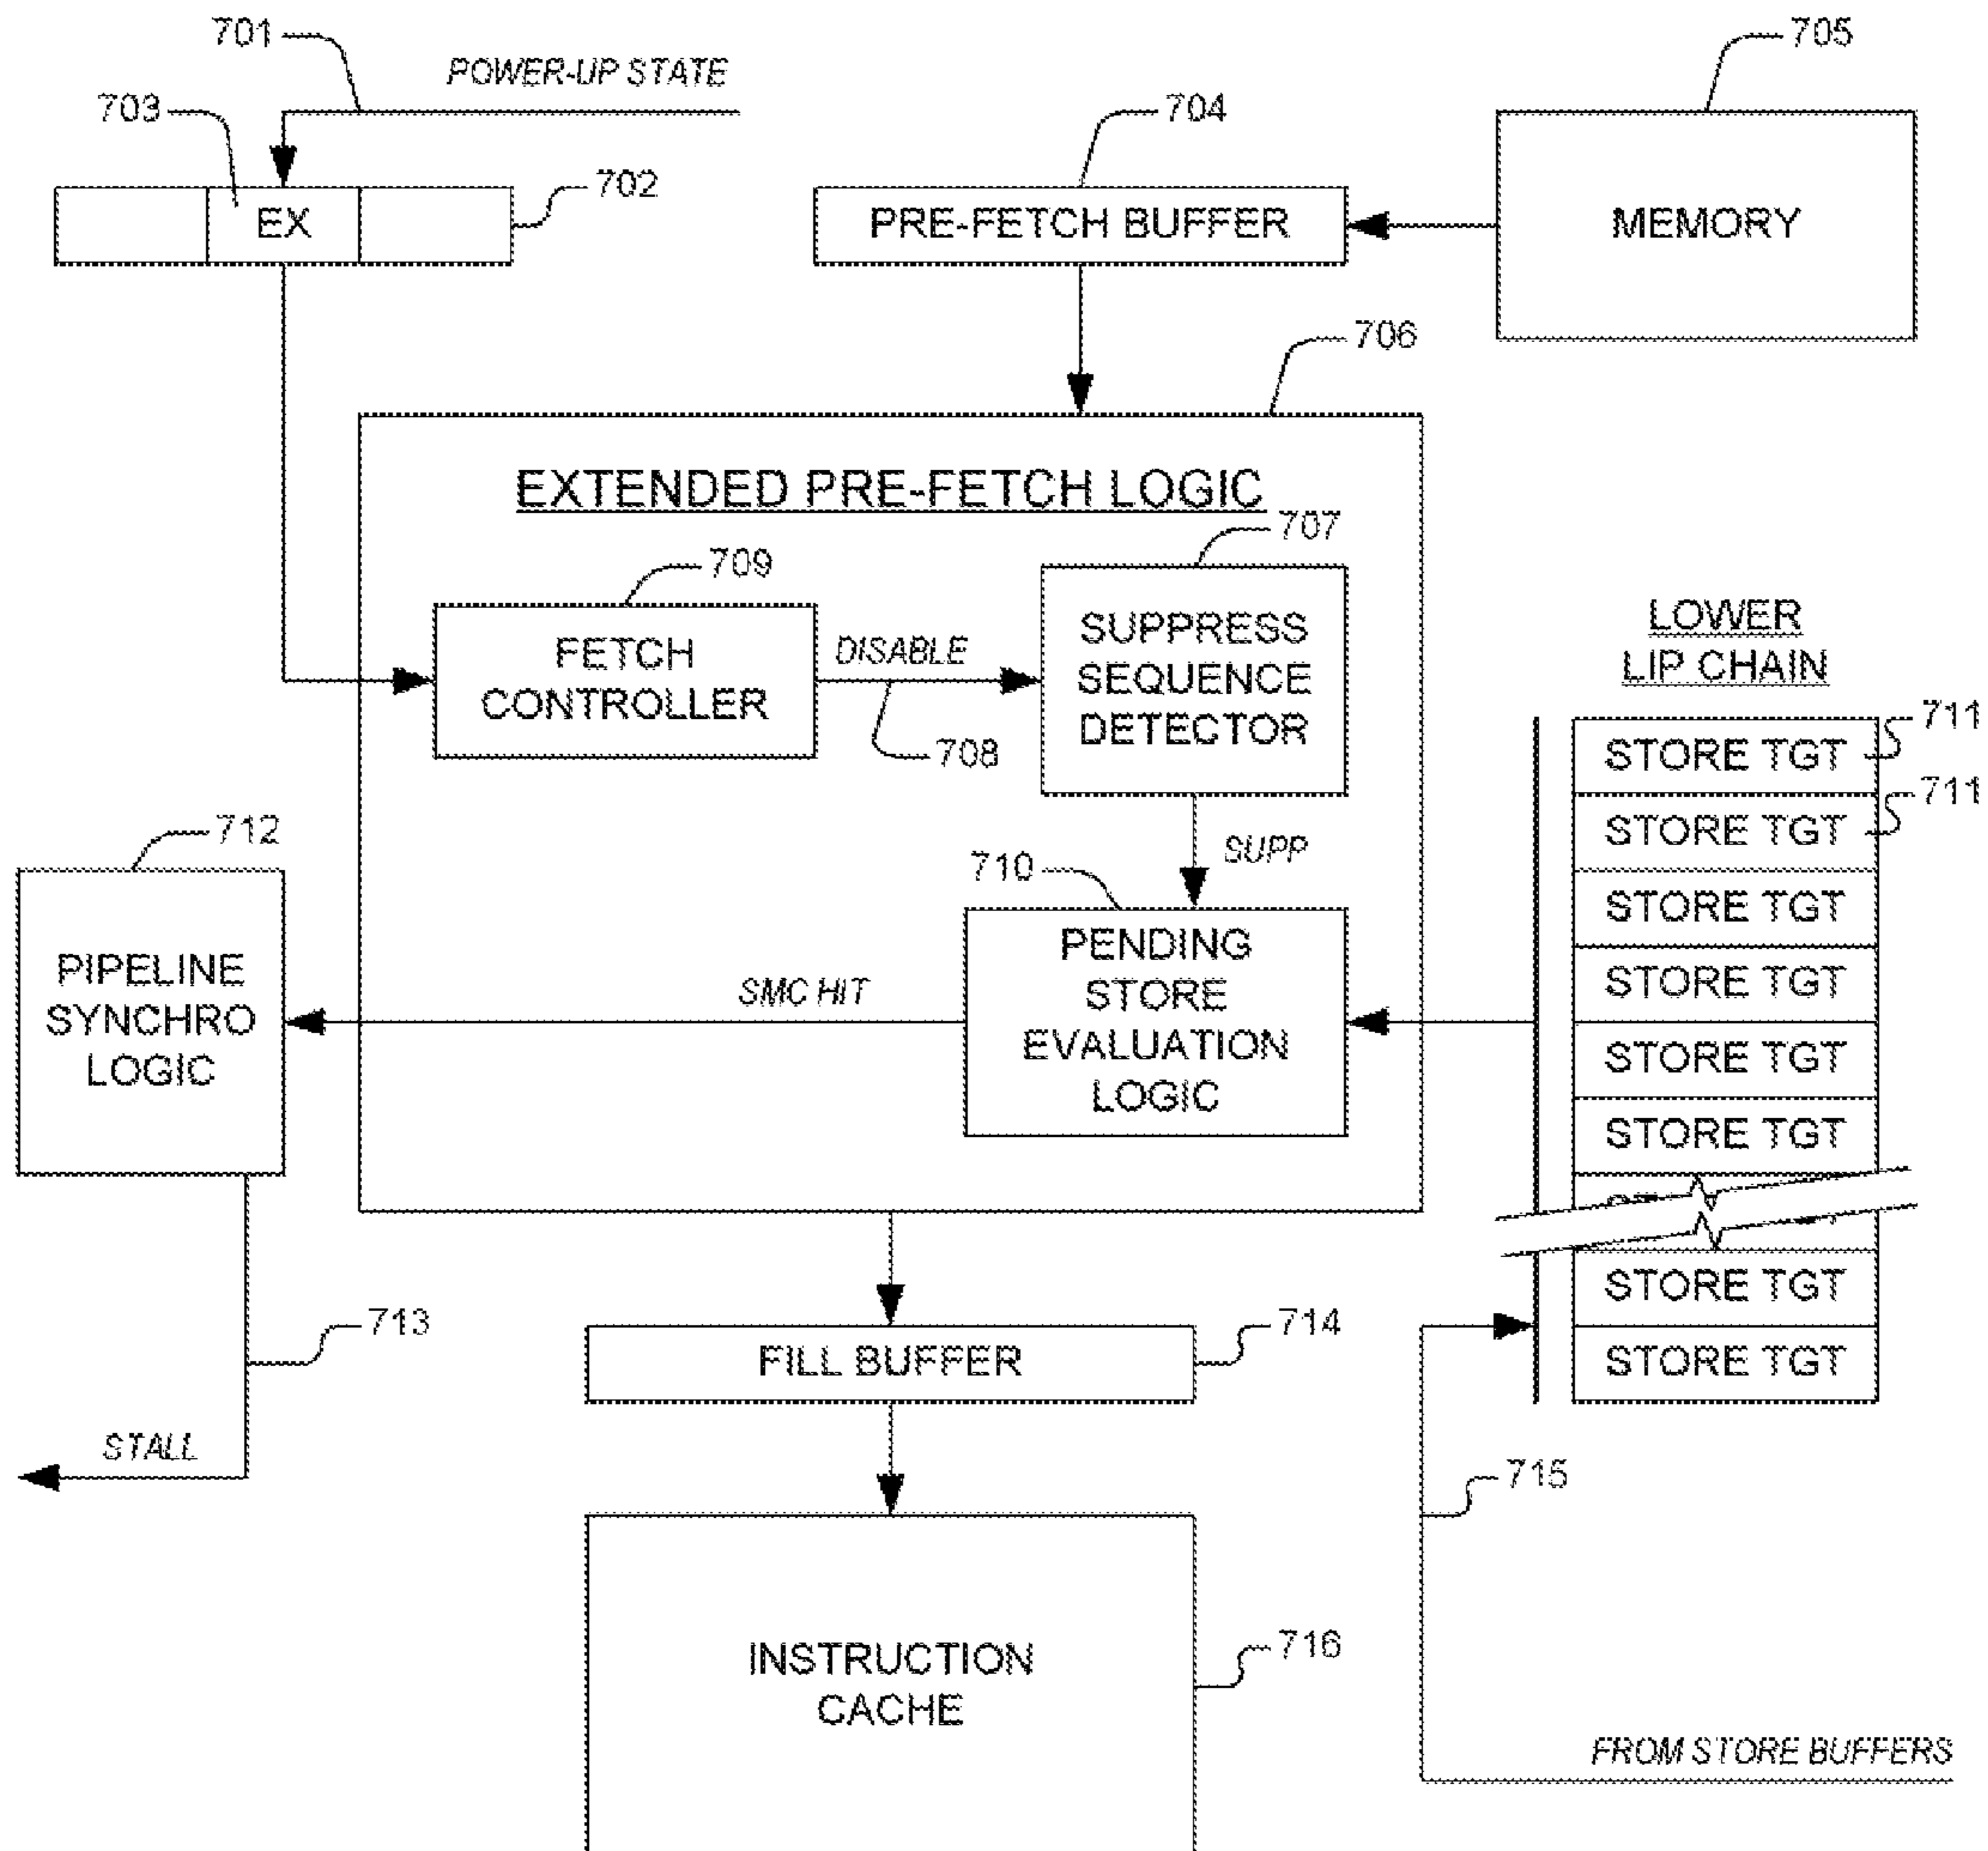 701
POWER-UP STATE
705
703
704
702
EX
PRE-FETCH BUFFER
MEMORY
706
EXTENDED PRE-FETCH LOGIC
707
709
FETCH
CONTROLLER
DISABLE
708
SUPPRESS
SEQUENCE
DETECTOR
LOWER
LIP CHAIN
STORE TGT
711
STORE TGT
711
STORE TGT
STORE TGT
STORE TGT
STORE TGT
STORE TGT
STORE TGT
SUPP
710
712
PIPELINE
SYNCHRO
LOGIC
SMC HIT
PENDING
STORE
EVALUATION
LOGIC
713
FILL BUFFER
714
STALL
715
INSTRUCTION
CACHE
716
FROM STORE BUFFERS